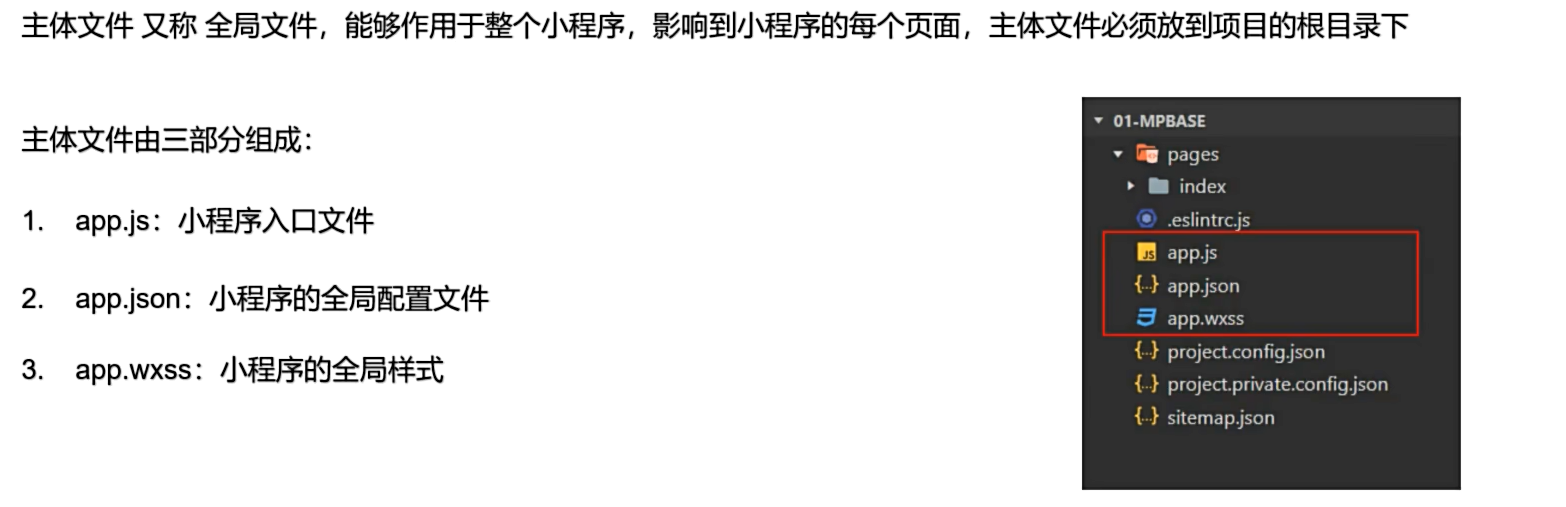 主体文件 又称 全局文件，能够作用于整个小程序，影响到小程序的每个页面，主体文件必须放到项目的根目录下
主体文件由三部分组成：
1. app.js：小程序入口文件
2. app.json：小程序的全局配置文件
3. app.wxss：小程序的全局样式
01-MPBASE
pages
index
.eslintrc.js
JS app.js
{..} app.json
app.wxss
{..} project.config.json
{..} project.private.config.json
{..} sitemap.json